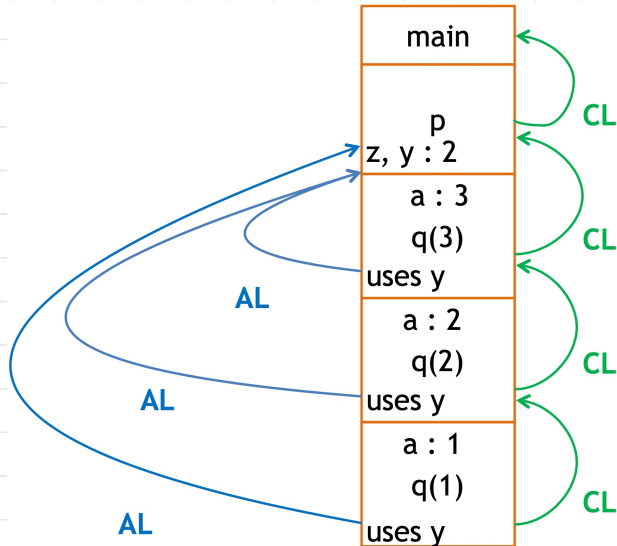 main
CL
p
z, y : 2
a : 3
q(3)
CL
uses y
AL
a : 2
q(2)
CL
uses y
AL
a : 1
q(1)
CL
uses y
AL